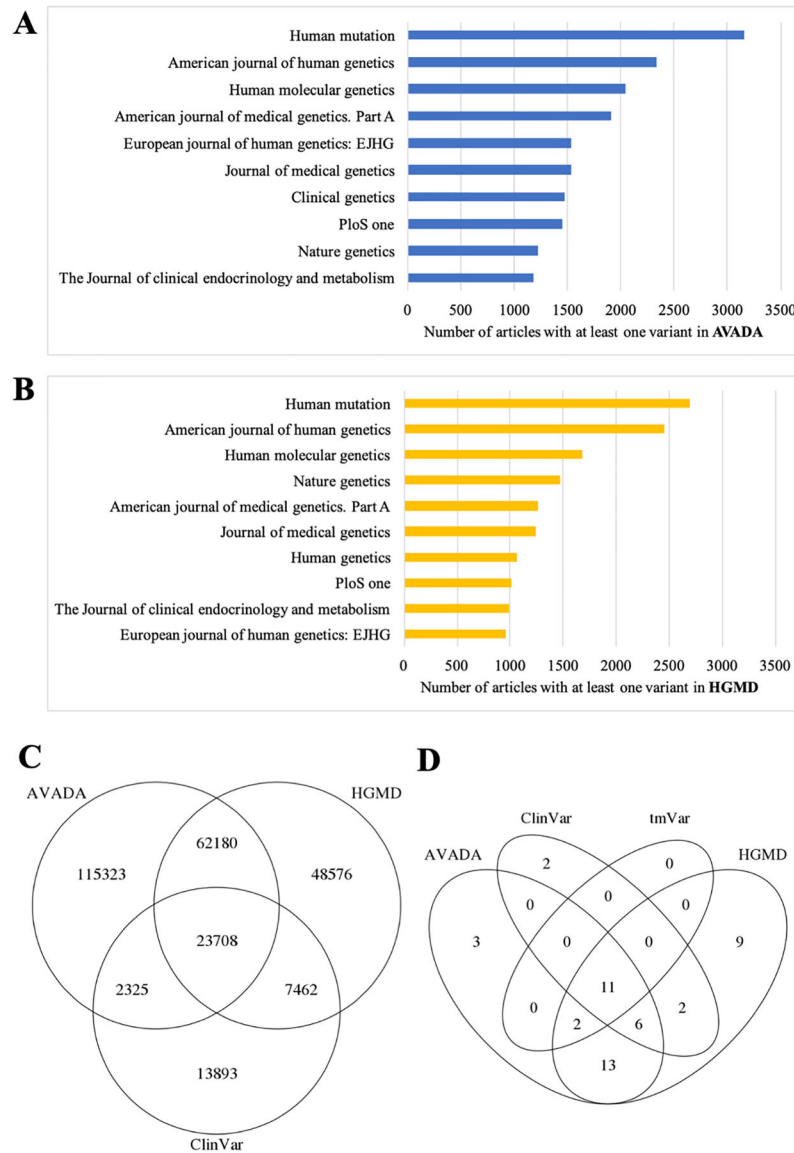 A
Human mutation
American journal of human genetics
Human molecular genetics
American journal of medical genetics. Part A
European journal of human genetics: EJHG
Journal of medical genetics
Clinical genetics
PloS one
Nature genetics
The Journal of clinical endocrinology and metabolism
0 500 1000 1500 2000 2500 3000 3500
Number of articles with at least one variant in AVADA
B
Human mutation
American journal of human genetics
Human molecular genetics
Nature genetics
American journal of medical genetics. Part A
Journal of medical genetics
Human genetics
PloS one
The Journal of clinical endocrinology and metabolism
European journal of human genetics: EJHG
0 500 1000 1500 2000 2500 3000 3500
Number of articles with at least one variant in HGMD
C
AVADA HGMD
62180
115323 48576
23708
2325 7462
13893
ClinVar
D
ClinVar tmVar
AVADA HGMD
2 0
0 0 0
3 0 0 9
11
0 2 6 2
13